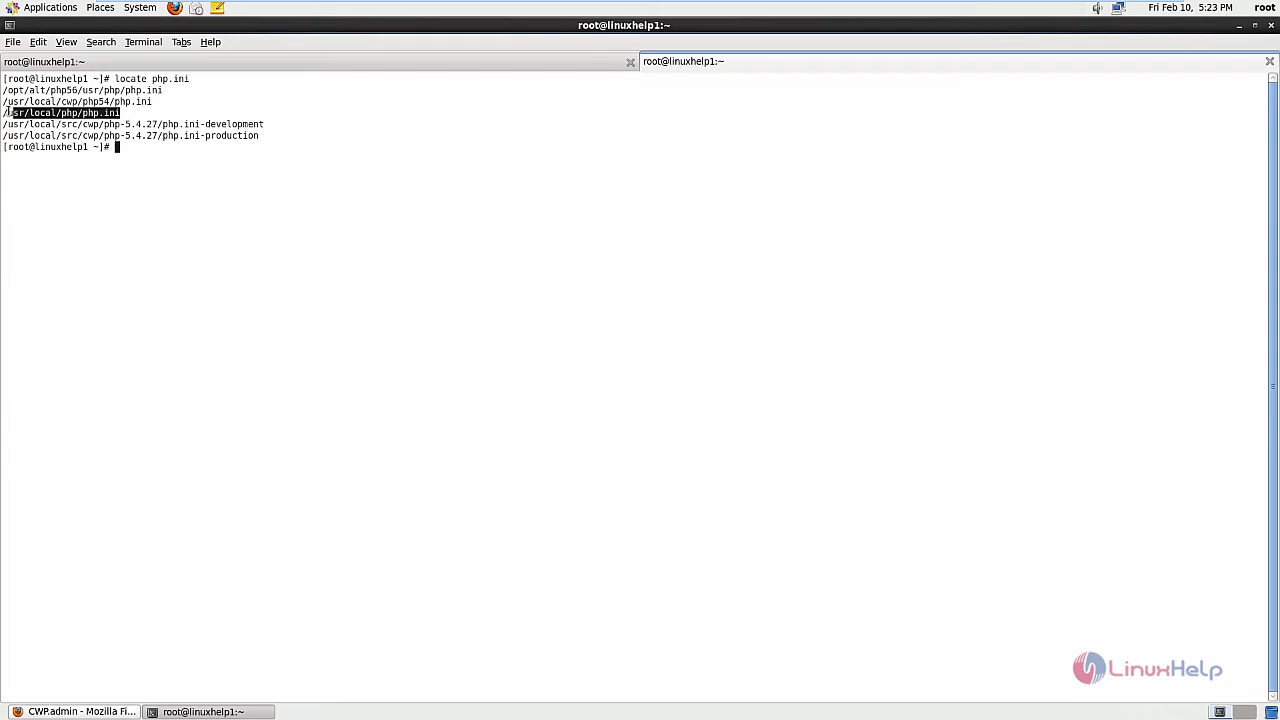 Applications Places System Fri Feb 10, 5:23 PM root
root@linuxhelp1:~
File Edit View Search Terminal Tabs Help
root@linuxhelp1:~ root@linuxhelp1:~
[root@linuxhelp1 ~]# locate php.ini
/opt/alt/php56/usr/php/php.ini
/usr/local/cwp/php54/php.ini
/usr/local/php/php.ini
/usr/local/src/cwp/php-5.4.27/php.ini-development
/usr/local/src/cwp/php-5.4.27/php.ini-production
[root@linuxhelp1 ~]#
LinuxHelp
CWP.admin - Mozilla Fi... root@linuxhelp1:~